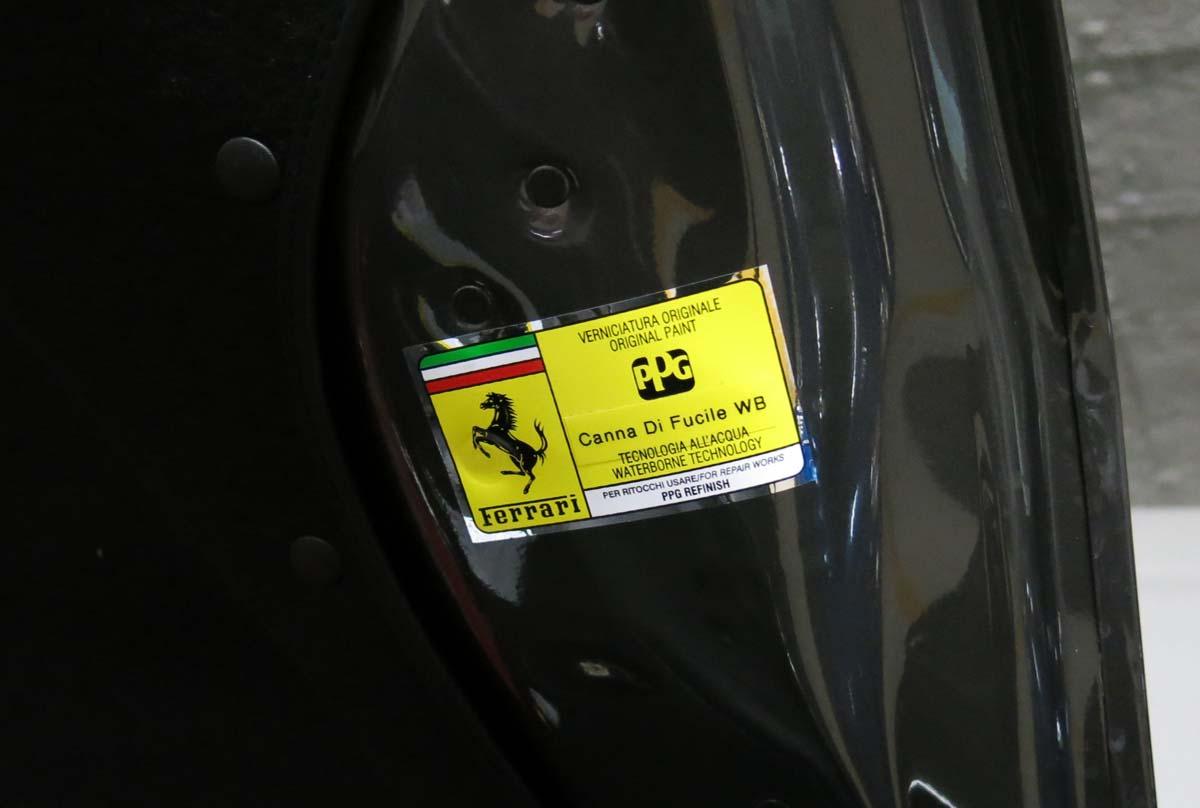 VERNICIATURA ORIGINALE
ORIGINAL PAINT
PPG
Canna Di Fucile WB
TECNOLOGIA ALL'ACQUA
WATERBORNE TECHNOLOGY
PER RITOCCHI USARE/FOR REPAIR WORKS
PPG REFINISH
Ferrari